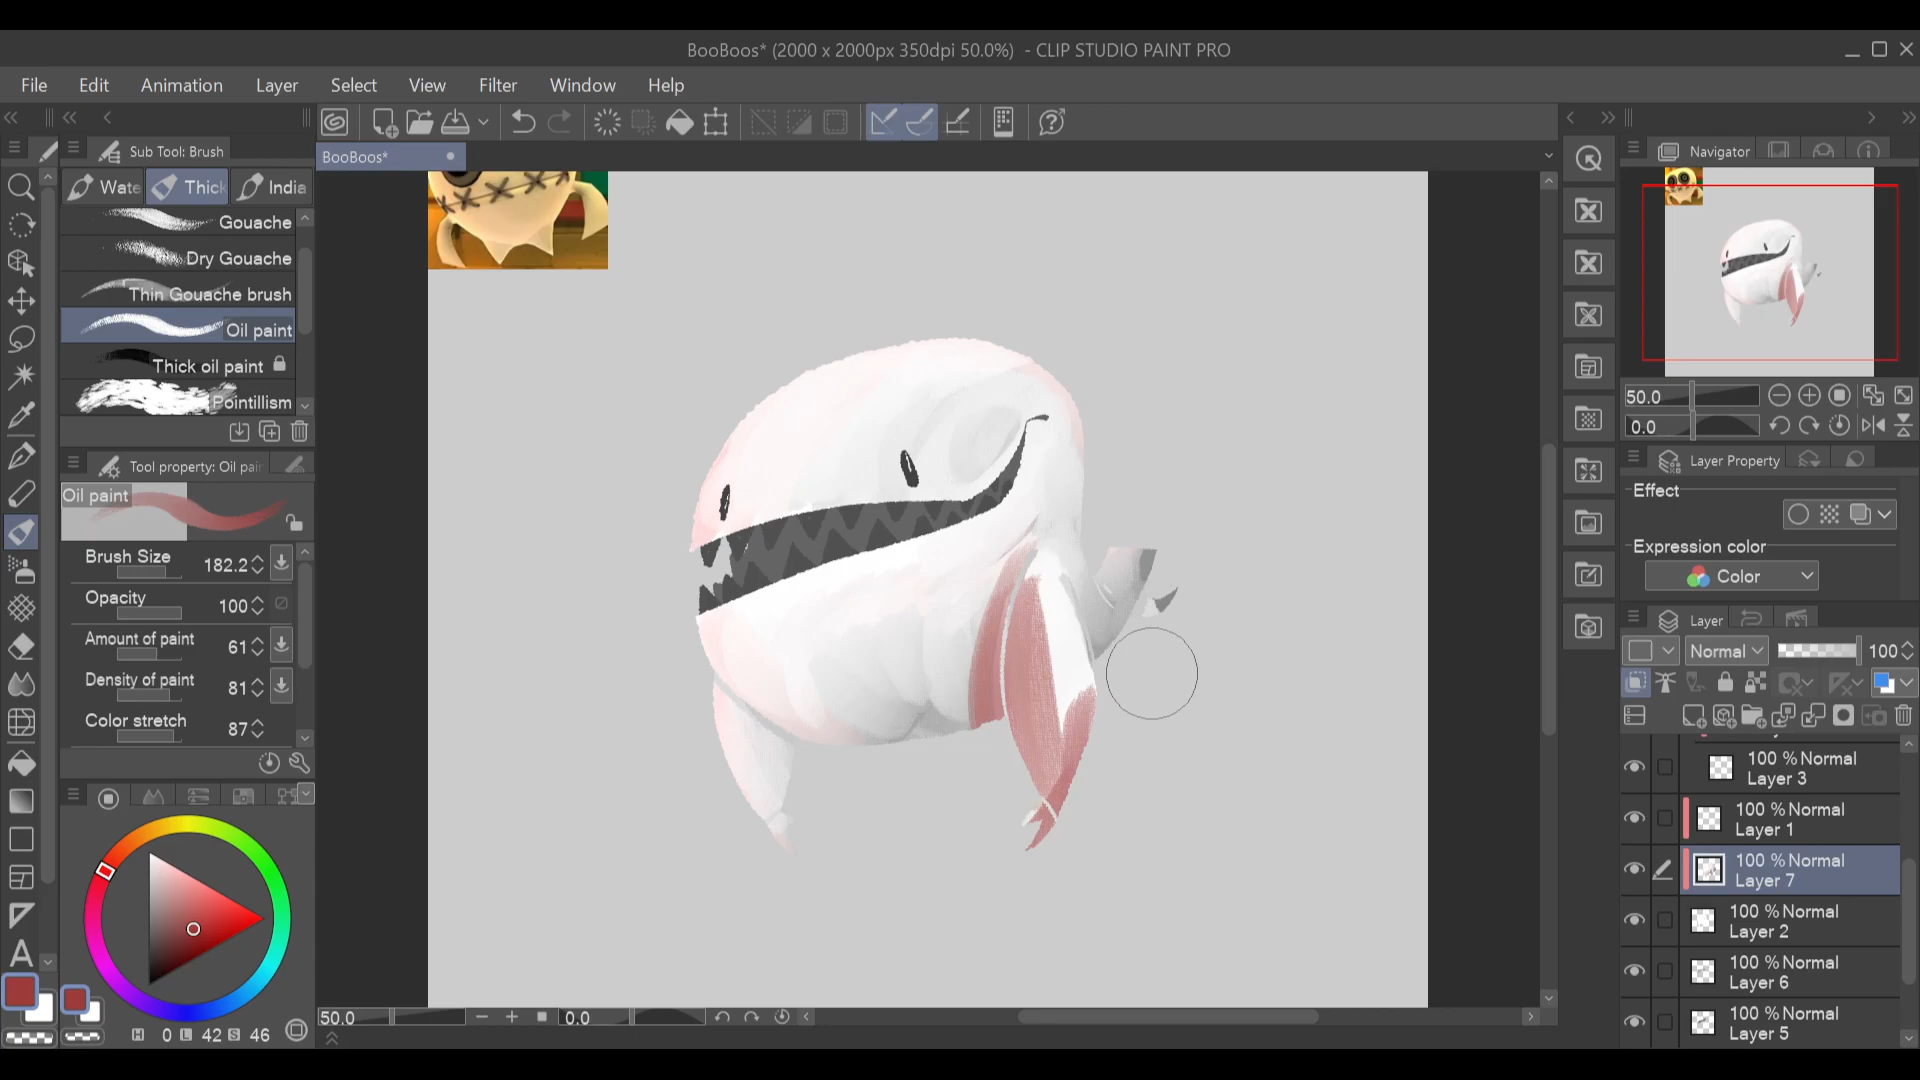 BooBoos* (2000 x 2000px 350dpi 50.0%) - CLIP STUDIO PAINT PRO
File Edit Animation Layer Select View Filter Window Help
Sub Tool: Brush
BooBoos*
Navigator
Wate Thick India
Gouache
Dry Gouache
Thin Gouache brush
Oil paint
Thick oil paint
Pointillism
Tool property: Oil pai
Oil paint
Brush Size 182.2
Opacity 100
Amount of paint 61
Density of paint 81
Color stretch 87
H 0 L 42 S 46
50.0 0.0
50.0
0.0
Layer Property
Effect
Expression color
Color
Layer
Normal 100
100 % Normal
Layer 3
100 % Normal
Layer 1
100 % Normal
Layer 7
100 % Normal
Layer 2
100 % Normal
Layer 6
100 % Normal
Layer 5